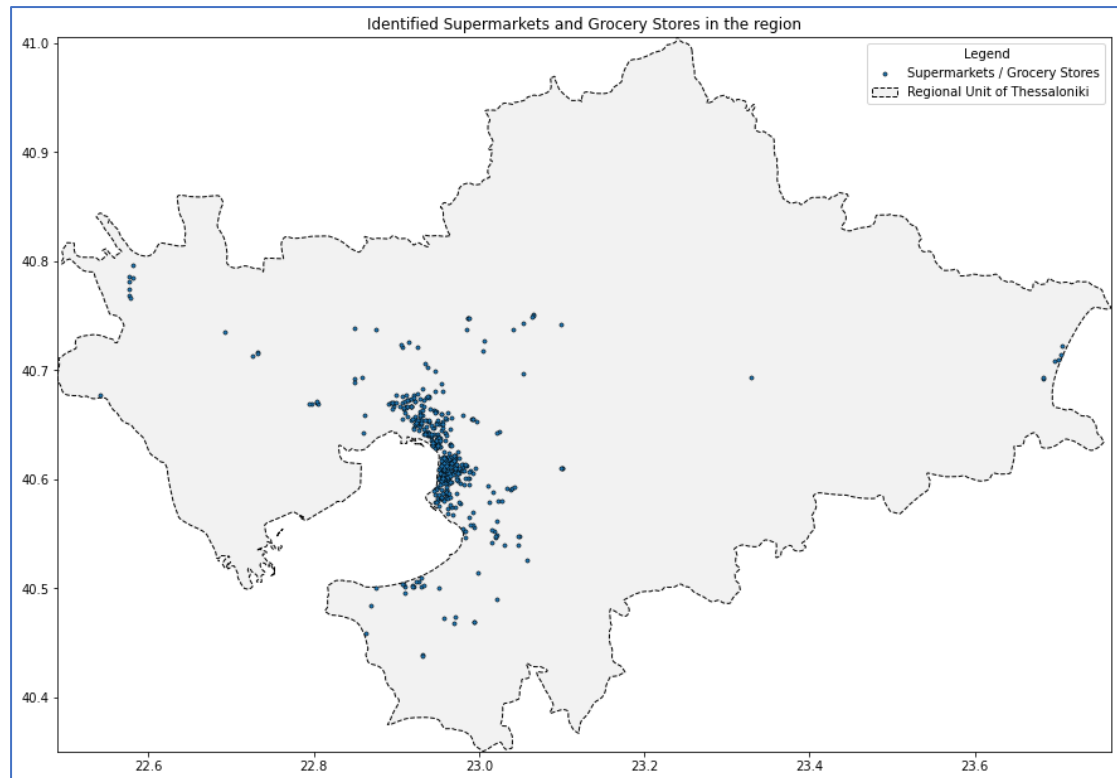 Identified Supermarkets and Grocery Stores in the region
Legend
Supermarkets / Grocery Stores
Regional Unit of Thessaloniki
41.0
40.9
40.8
40.7
40.6
40.5
40.4
22.6 22.8 23.0 23.2 23.4 23.6